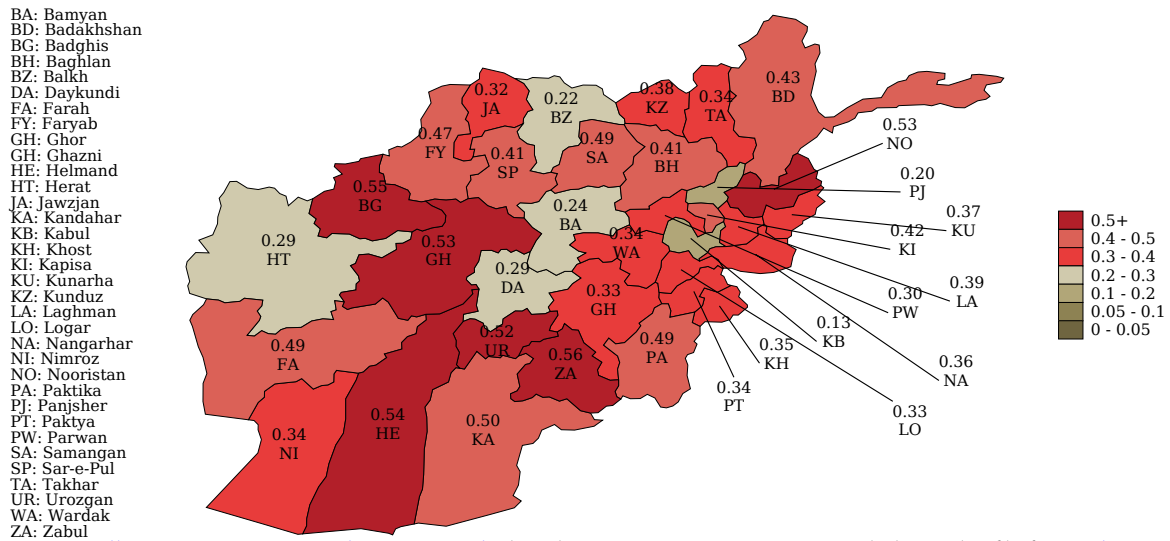 BA: Bamyan
BD: Badakhshan
BG: Badghis
BH: Baghlan
BZ: Balkh
DA: Daykundi
FA: Farah
FY: Faryab
GH: Ghor
GH: Ghazni
HE: Helmand
HT: Herat
JA: Jawzjan
KA: Kandahar
KB: Kabul
KH: Khost
KI: Kapisa
KU: Kunarha
KZ: Kunduz
LA: Laghman
LO: Logar
NA: Nangarhar
NI: Nimroz
NO: Nooristan
PA: Paktika
PJ: Panjsher
PT: Paktya
PW: Parwan
SA: Samangan
SP: Sar-e-Pul
TA: Takhar
UR: Urozgan
WA: Wardak
ZA: Zabul
0.43
BD
0.32
JA
0.22
BZ
0.38
KZ
0.34
TA
0.53
NO
0.47
FY
0.41
SP
0.49
SA
0.41
BH
0.20
PJ
0.55
BG
0.24
BA
0.37
KU
0.42
KI
0.29
HT
0.53
GH
0.34
WA
0.29
DA
0.33
GH
0.39
LA
0.30
PW
0.13
KB
0.49
FA
0.52
UR
0.56
ZA
0.49
PA
0.35
KH
0.36
NA
0.34
PT
0.33
LO
0.34
NI
0.54
HE
0.50
KA
0.5+
0.4 - 0.5
0.3 - 0.4
0.2 - 0.3
0.1 - 0.2
0.05 - 0.1
0 - 0.05